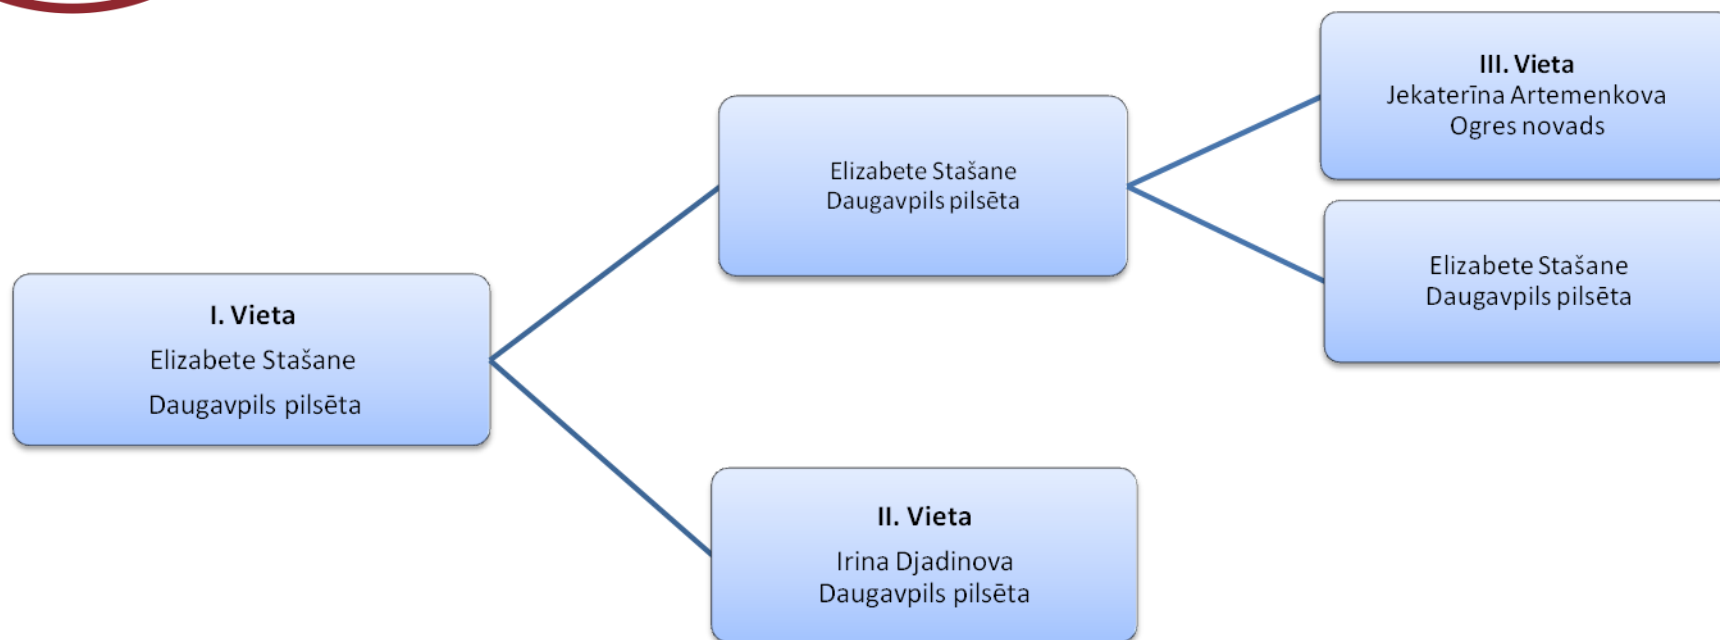 III. Vieta
Jekaterīna Artemenkova
Ogres novads
Elizabete Stašane
Daugavpils pilsēta
Elizabete Stašane
Daugavpils pilsēta
I. Vieta
Elizabete Stašane
Daugavpils pilsēta
II. Vieta
Irina Djadinova
Daugavpils pilsēta